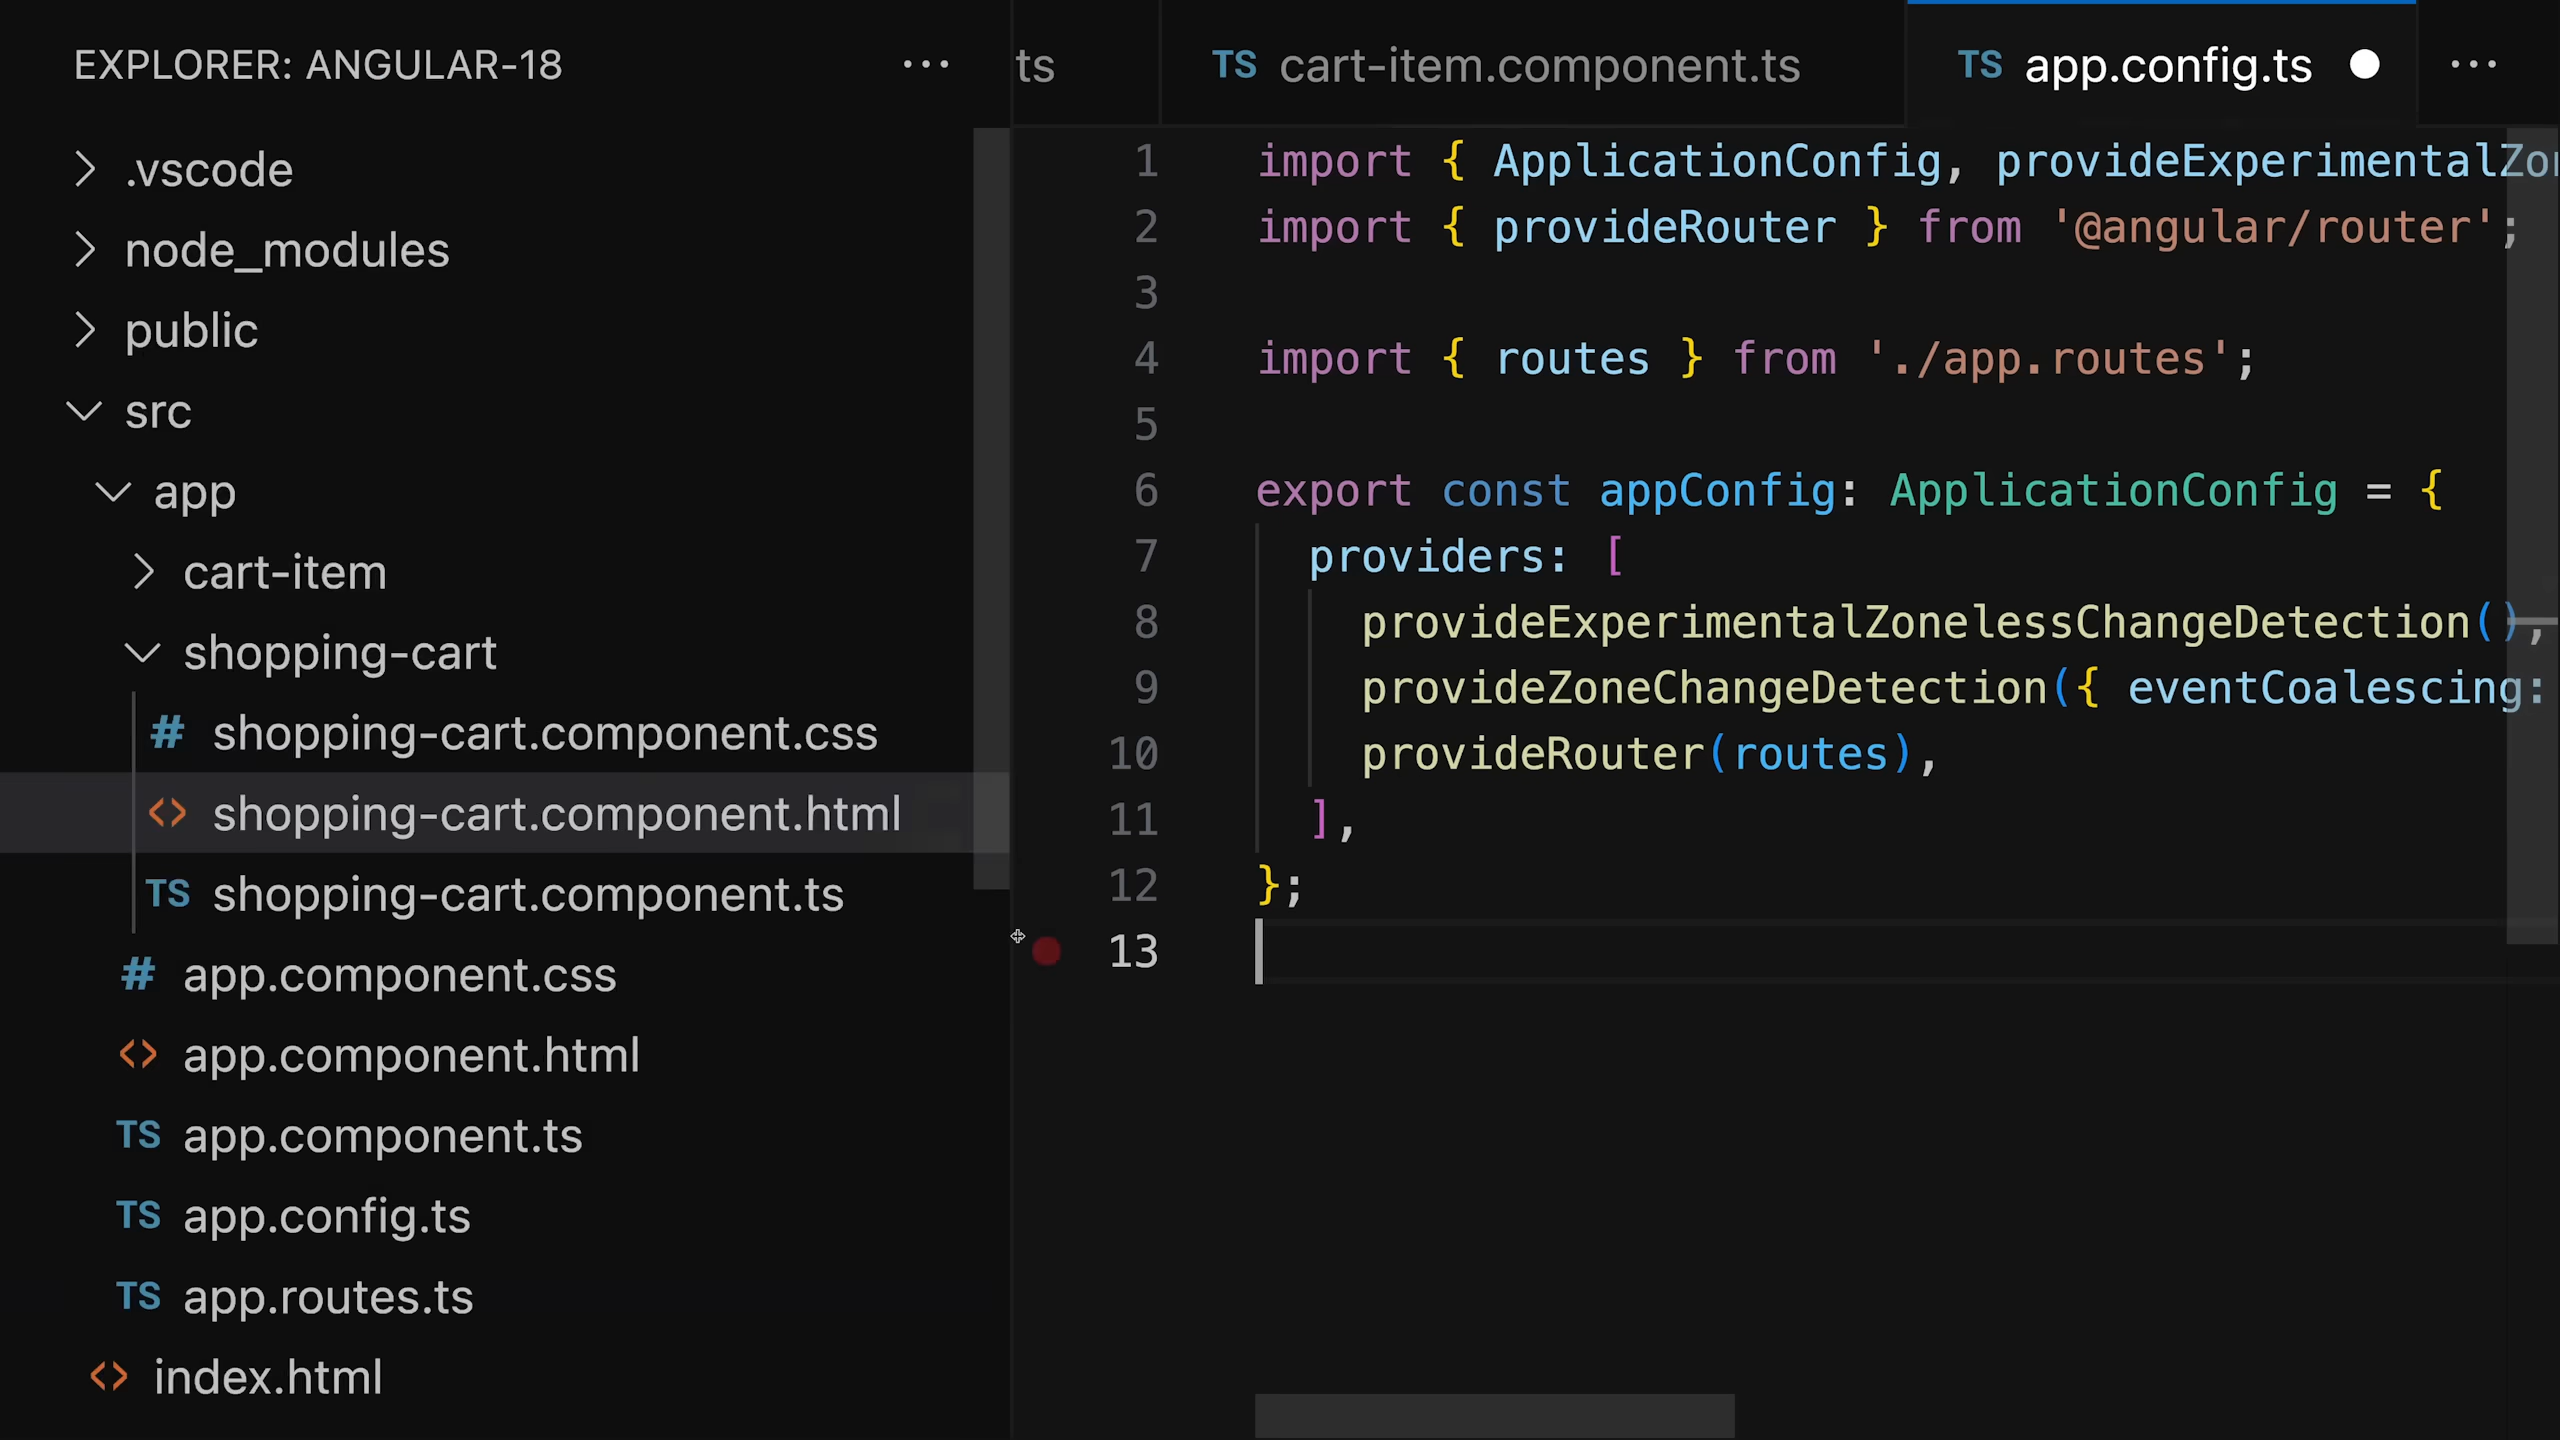 EXPLORER: ANGULAR-18
.vscode
node_modules
public
src
app
cart-item
shopping-cart
# shopping-cart.component.css
<> shopping-cart.component.html
TS shopping-cart.component.ts
# app.component.css
<> app.component.html
TS app.component.ts
TS app.config.ts
TS app.routes.ts
<> index.html
ts
TS cart-item.component.ts
TS app.config.ts
1 import { ApplicationConfig, provideExperimentalZo
2 import { provideRouter } from '@angular/router';
3
4 import { routes } from './app.routes';
5
6 export const appConfig: ApplicationConfig = {
7 providers: [
8 provideExperimentalZonelessChangeDetection(),
9 provideZoneChangeDetection({ eventCoalescing:
10 provideRouter(routes),
11 ],
12 };
13